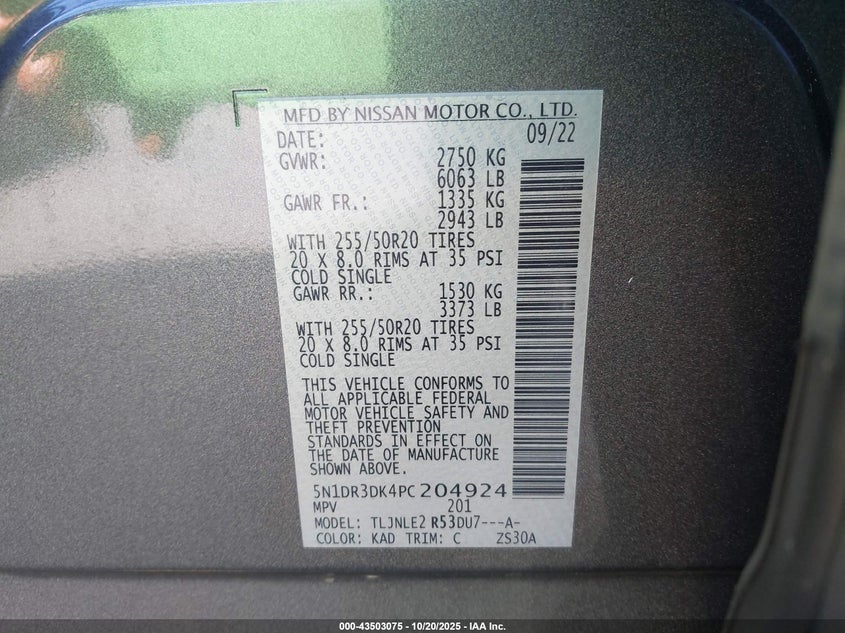 MFD BY NISSAN MOTOR CO., LTD.
DATE: 09/22
GVWR: 2750 KG
6063 LB
GAWR FR.: 1335 KG
2943 LB
WITH 255/50R20 TIRES
20 X 8.0 RIMS AT 35 PSI
COLD SINGLE
GAWR RR.: 1530 KG
3373 LB
WITH 255/50R20 TIRES
20 X 8.0 RIMS AT 35 PSI
COLD SINGLE
THIS VEHICLE CONFORMS TO
ALL APPLICABLE FEDERAL
MOTOR VEHICLE SAFETY AND
THEFT PREVENTION
STANDARDS IN EFFECT ON
THE DATE OF MANUFACTURE
SHOWN ABOVE.
5N1DR3DK4PC204924
MPV 201
MODEL: TLJNLE2 R53DU7---A-
COLOR: KAD TRIM: C ZS30A
000-43503075 - 10/20/2025 - IAA Inc.